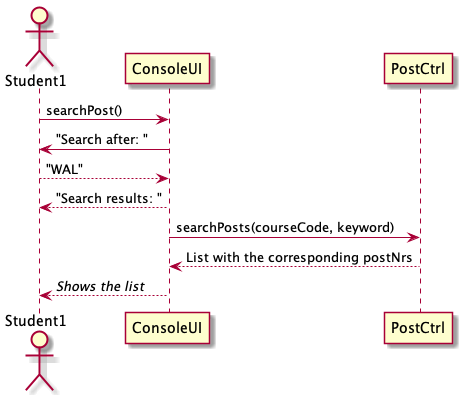 Student1
ConsoleUI
PostCtrl
searchPost()
"Search after: "
"WAL"
"Search results: "
searchPosts(courseCode, keyword)
List with the corresponding postNrs
Shows the list
Student1
ConsoleUI
PostCtrl